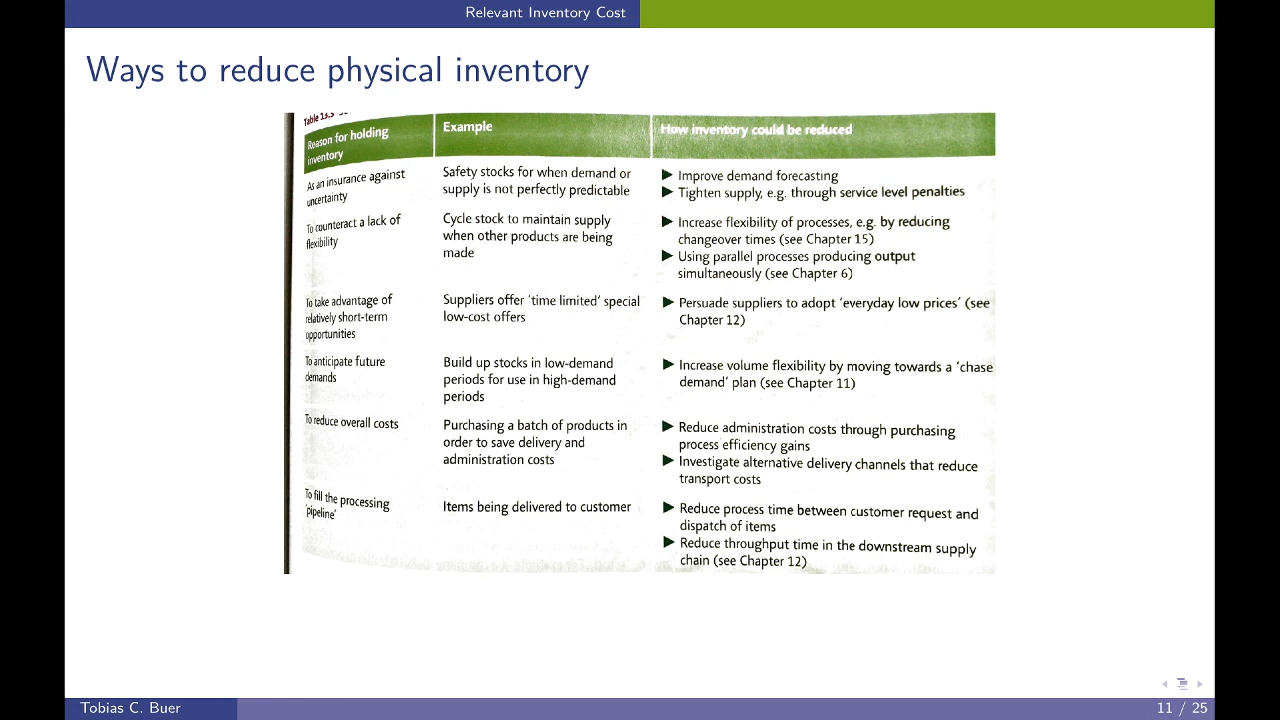 Relevant Inventory Cost
Ways to reduce physical inventory
Table 13.3
Reason for holding
inventory
Example
How inventory could be reduced
As an insurance against
uncertainty
Safety stocks for when demand or
supply is not perfectly predictable
▶ Improve demand forecasting
▶ Tighten supply, e.g. through service level penalties
To counteract a lack of
flexibility
Cycle stock to maintain supply
when other products are being
made
▶ Increase flexibility of processes, e.g. by reducing
changeover times (see Chapter 15)
▶ Using parallel processes producing output
simultaneously (see Chapter 6)
To take advantage of
relatively short-term
opportunities
Suppliers offer ‘time limited’ special
low-cost offers
▶ Persuade suppliers to adopt ‘everyday low prices’ (see
Chapter 12)
To anticipate future
demands
Build up stocks in low-demand
periods for use in high-demand
periods
▶ Increase volume flexibility by moving towards a ‘chase
demand’ plan (see Chapter 11)
To reduce overall costs
Purchasing a batch of products in
order to save delivery and
administration costs
▶ Reduce administration costs through purchasing
process efficiency gains
▶ Investigate alternative delivery channels that reduce
transport costs
To fill the processing
‘pipeline’
Items being delivered to customer
▶ Reduce process time between customer request and
dispatch of items
▶ Reduce throughput time in the downstream supply
chain (see Chapter 12)
Tobias C. Buer
11 / 25